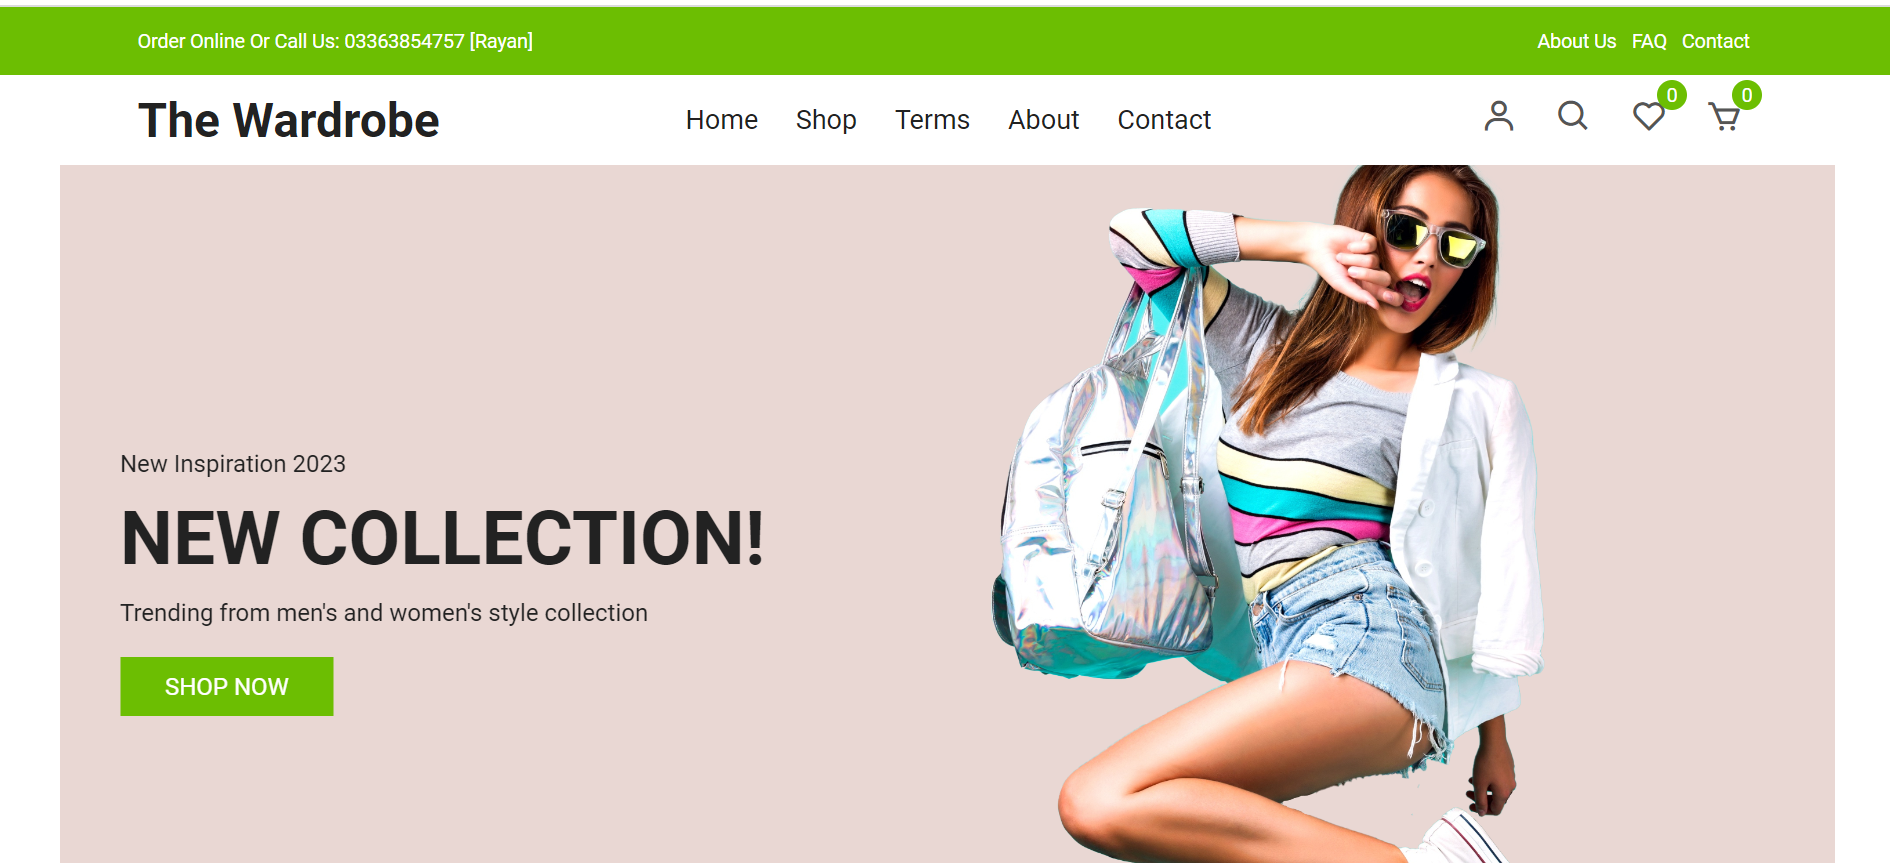 Order Online Or Call Us: 03363854757 [Rayan]
About Us FAQ Contact
The Wardrobe
Home Shop Terms About Contact
0 0
New Inspiration 2023
NEW COLLECTION!
Trending from men's and women's style collection
SHOP NOW